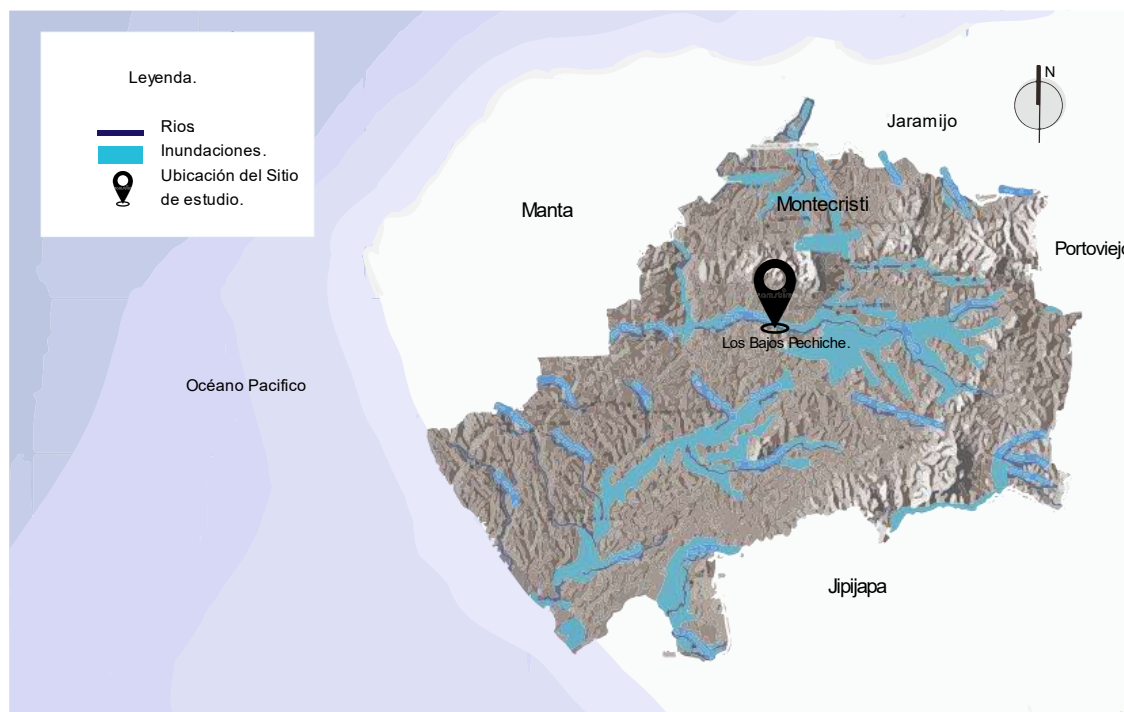 Leyenda.
Rios
Inundaciones.
Ubicación del Sitio
de estudio.
N
Jaramijo
Manta
Montecristi
Portoviejo
Los Bajos Pechiche.
Océano Pacifico
Jipijapa